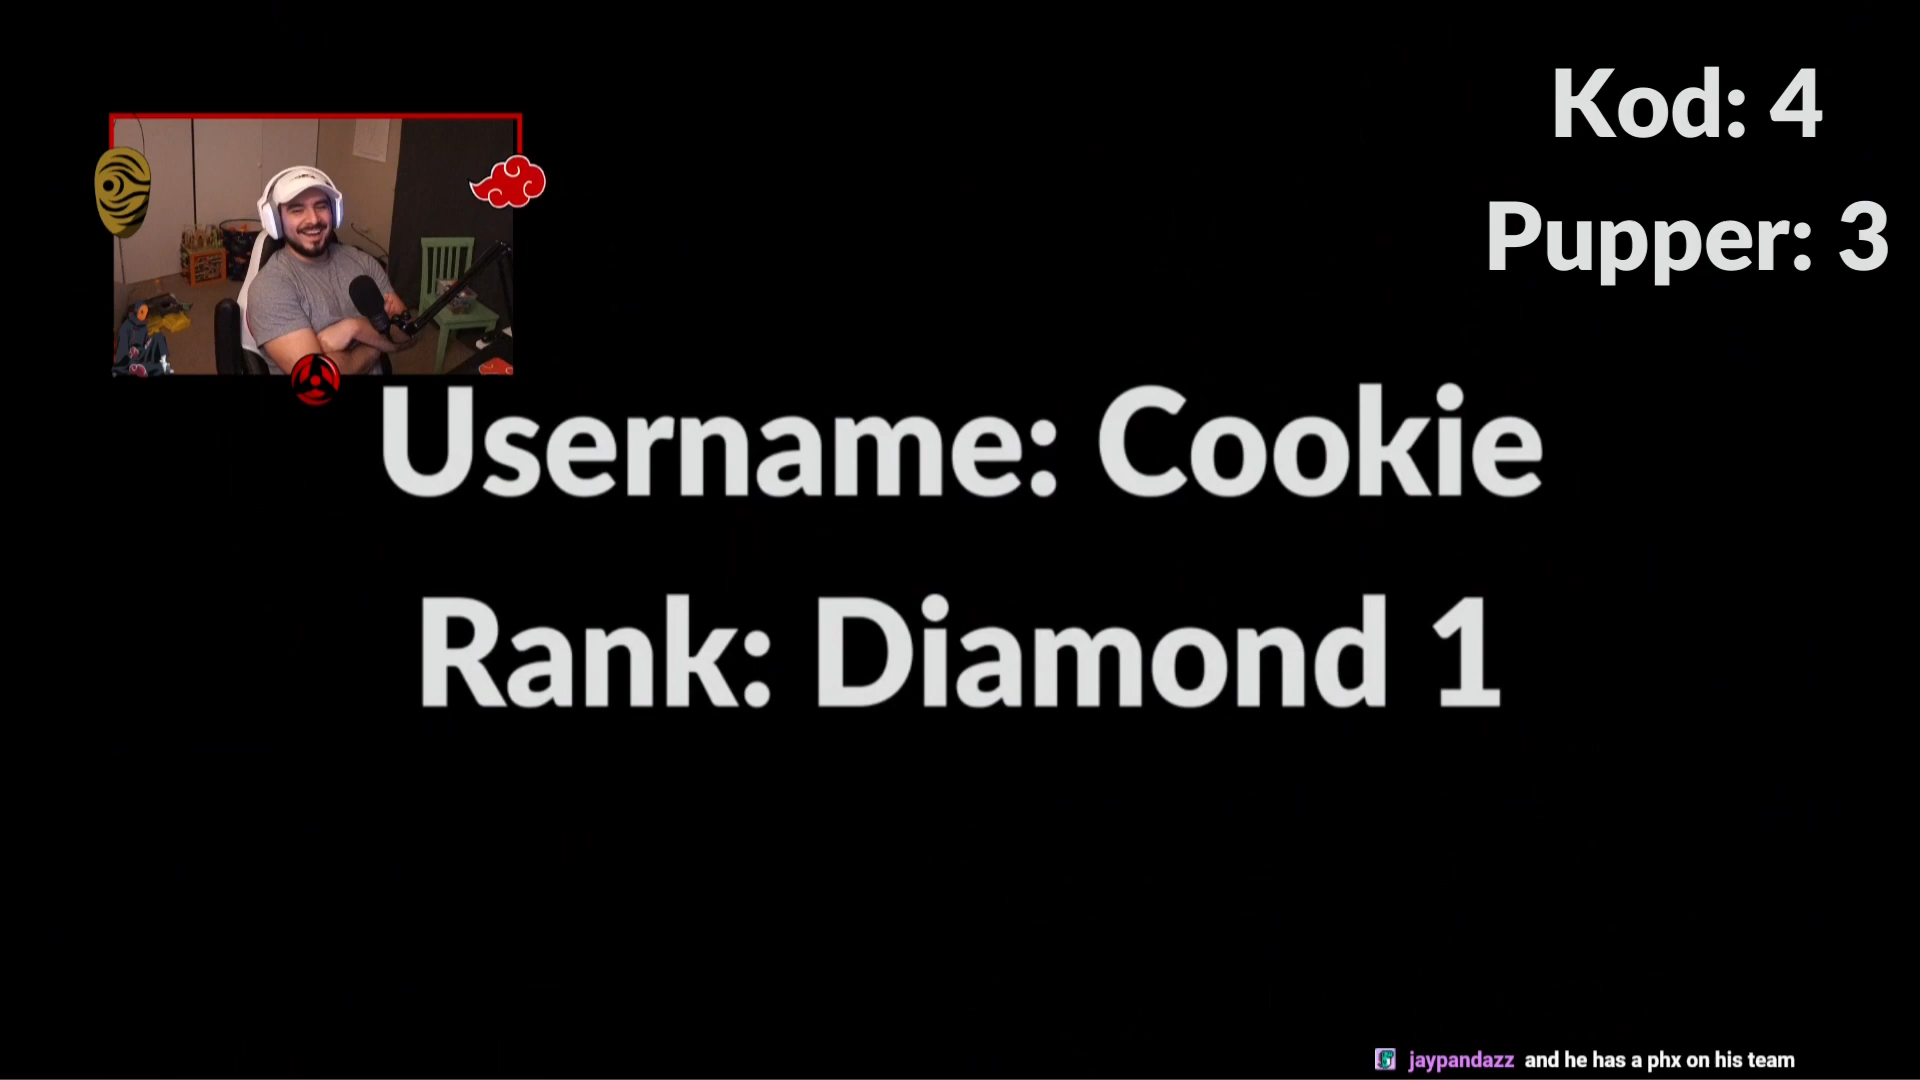 Kod: 4
Pupper: 3
Username: Cookie
Rank: Diamond 1
jaypandazz and he has a phx on his team